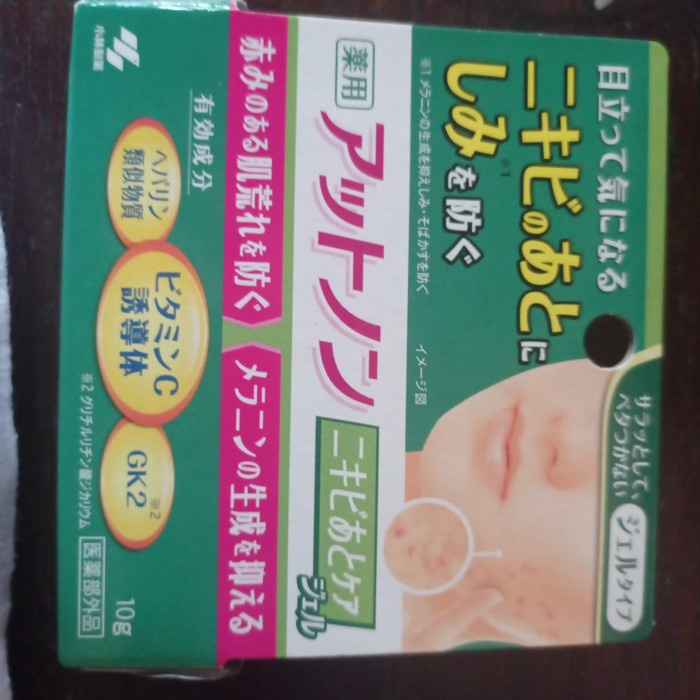 目立って気になる
ニキビのあとに
しみ※1を防ぐ
※1 メラニンの生成を抑えしみ・そばかすを防ぐ
イメージ図
サラッとして、
ベタつかない
ジェルタイプ
薬用
アットノン
ニキビあとケア
ジェル
赤みのある肌荒れを防ぐ
メラニンの生成を抑える
小林製薬
有効成分
ヘパリン
類似物質
ビタミンC
誘導体
GK2※2
※2 グリチルリチン酸ジカリウム
医薬部外品
10g